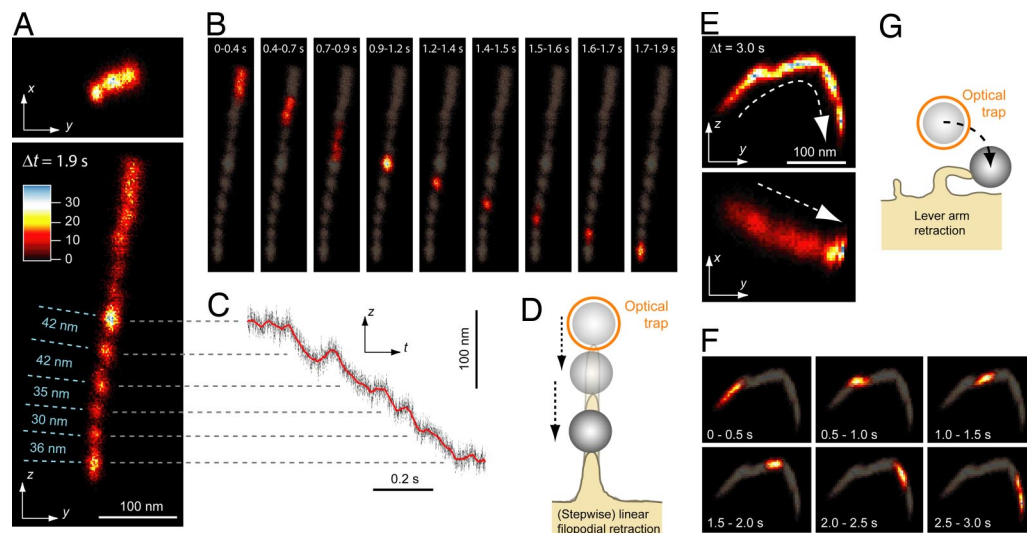 A
x
y
Δt = 1.9 s
30
20
10
0
42 nm
42 nm
35 nm
30 nm
36 nm
z
y
100 nm
B
0-0.4 s
0.4-0.7 s
0.7-0.9 s
0.9-1.2 s
1.2-1.4 s
1.4-1.5 s
1.5-1.6 s
1.6-1.7 s
1.7-1.9 s
C
z
t
100 nm
0.2 s
D
Optical
trap
(Stepwise) linear
filopodial retraction
E
Δt = 3.0 s
z
y
100 nm
x
y
F
0 - 0.5 s
0.5 - 1.0 s
1.0 - 1.5 s
1.5 - 2.0 s
2.0 - 2.5 s
2.5 - 3.0 s
G
Optical
trap
Lever arm
retraction